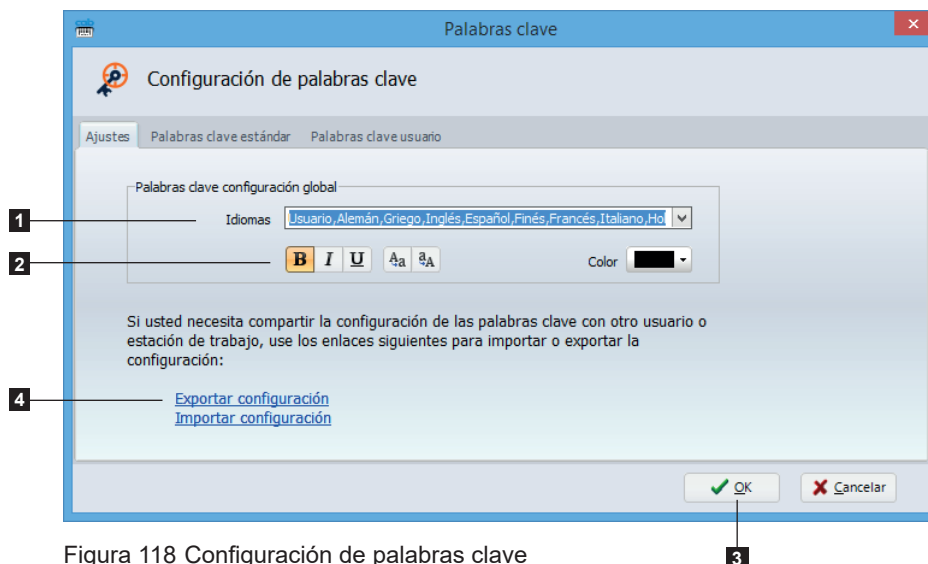 cab
Palabras clave
Configuración de palabras clave
Ajustes Palabras clave estándar Palabras clave usuario
Palabras clave configuración global
1 Idiomas Usuario,Alemán,Griego,Inglés,Español,Finés,Francés,Italiano,Ho
2 B I U Aa aA Color
Si usted necesita compartir la configuración de las palabras clave con otro usuario o
estación de trabajo, use los enlaces siguientes para importar o exportar la
configuración:
4 Exportar configuración
Importar configuración
OK Cancelar
Figura 118 Configuración de palabras clave 3